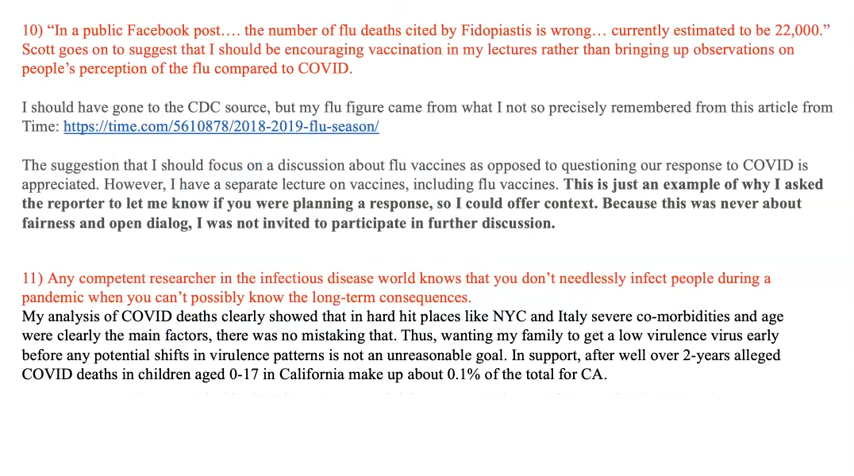 10) “In a public Facebook post…. the number of flu deaths cited by Fidopiastis is wrong… currently estimated to be 22,000.”
Scott goes on to suggest that I should be encouraging vaccination in my lectures rather than bringing up observations on
people’s perception of the flu compared to COVID.
I should have gone to the CDC source, but my flu figure came from what I not so precisely remembered from this article from
Time: https://time.com/5610878/2018-2019-flu-season/
The suggestion that I should focus on a discussion about flu vaccines as opposed to questioning our response to COVID is
appreciated. However, I have a separate lecture on vaccines, including flu vaccines. This is just an example of why I asked
the reporter to let me know if you were planning a response, so I could offer context. Because this was never about
fairness and open dialog, I was not invited to participate in further discussion.
11) Any competent researcher in the infectious disease world knows that you don’t needlessly infect people during a
pandemic when you can’t possibly know the long-term consequences.
My analysis of COVID deaths clearly showed that in hard hit places like NYC and Italy severe co-morbidities and age
were clearly the main factors, there was no mistaking that. Thus, wanting my family to get a low virulence virus early
before any potential shifts in virulence patterns is not an unreasonable goal. In support, after well over 2-years alleged
COVID deaths in children aged 0-17 in California make up about 0.1% of the total for CA.